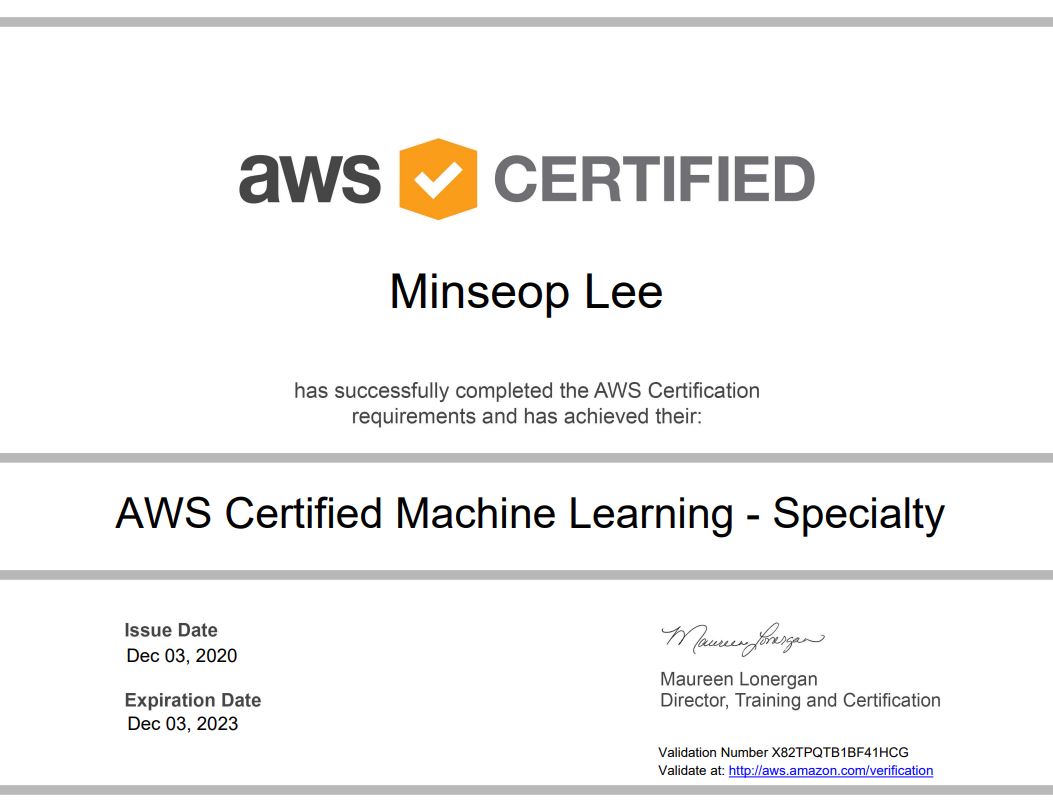 aws CERTIFIED
Minseop Lee
has successfully completed the AWS Certification
requirements and has achieved their:
AWS Certified Machine Learning - Specialty
Issue Date
Dec 03, 2020
Expiration Date
Dec 03, 2023
Maureen Lonergan
Maureen Lonergan
Director, Training and Certification
Validation Number X82TPQTB1BF41HCG
Validate at: http://aws.amazon.com/verification